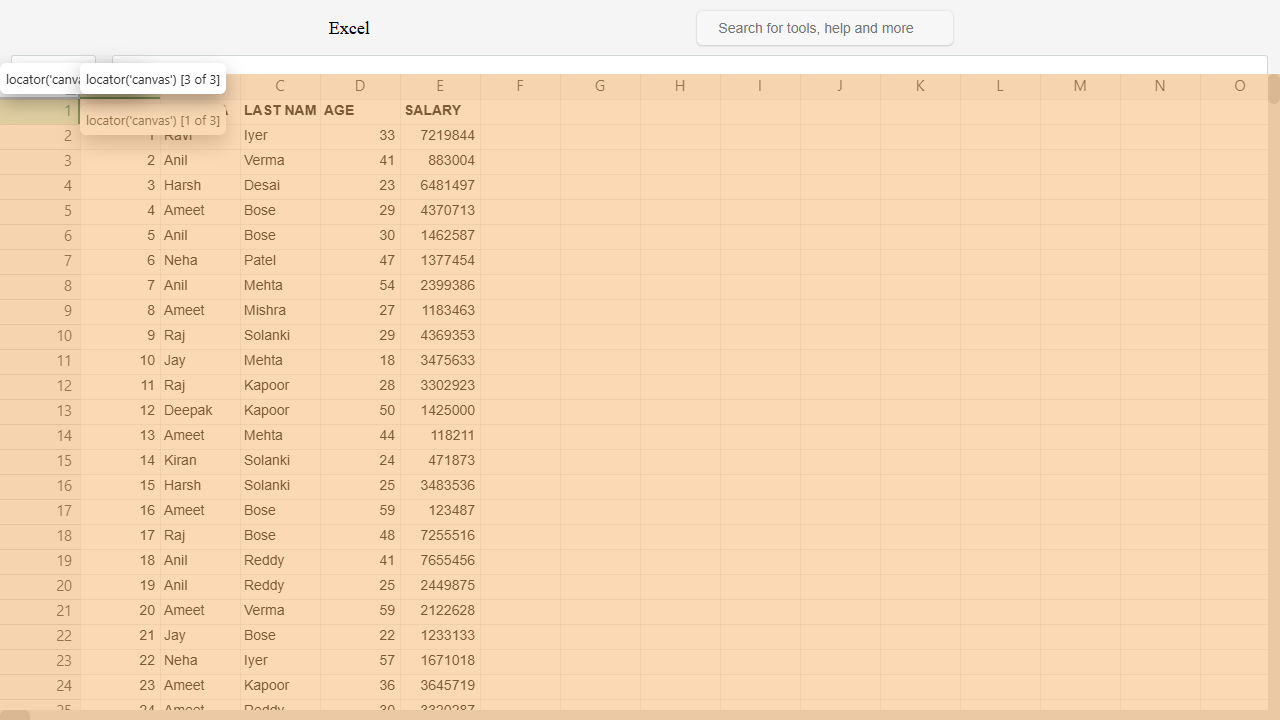 Excel
Search for tools, help and more
locator('canv
locator('canvas') [3 of 3]
C D E F G H I J K L M N O
1 LAST NAM AGE SALARY
locator('canvas') [1 of 3]
2 1 Ravi Iyer 33 7219844
3 2 Anil Verma 41 883004
4 3 Harsh Desai 23 6481497
5 4 Ameet Bose 29 4370713
6 5 Anil Bose 30 1462587
7 6 Neha Patel 47 1377454
8 7 Anil Mehta 54 2399386
9 8 Ameet Mishra 27 1183463
10 9 Raj Solanki 29 4369353
11 10 Jay Mehta 18 3475633
12 11 Raj Kapoor 28 3302923
13 12 Deepak Kapoor 50 1425000
14 13 Ameet Mehta 44 118211
15 14 Kiran Solanki 24 471873
16 15 Harsh Solanki 25 3483536
17 16 Ameet Bose 59 123487
18 17 Raj Bose 48 7255516
19 18 Anil Reddy 41 7655456
20 19 Anil Reddy 25 2449875
21 20 Ameet Verma 59 2122628
22 21 Jay Bose 22 1233133
23 22 Neha Iyer 57 1671018
24 23 Ameet Kapoor 36 3645719
25 24 Ameet Reddy